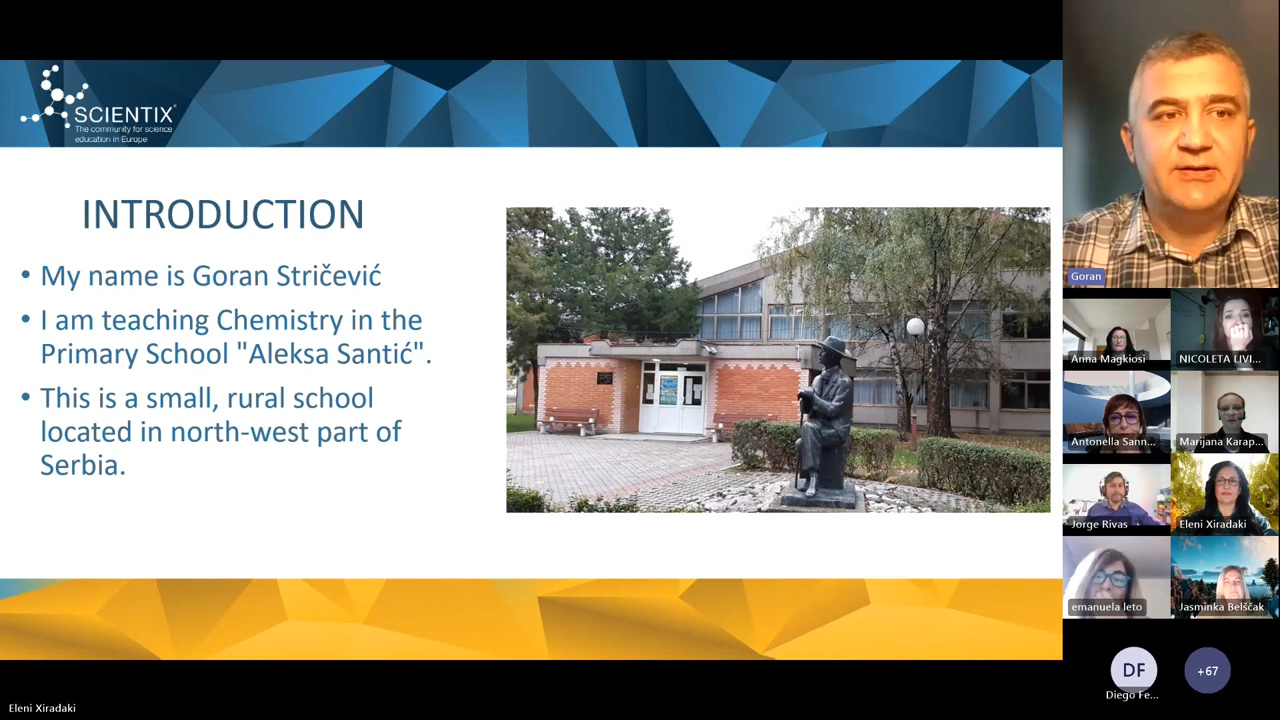 SCIENTIX®
The community for science
education in Europe
INTRODUCTION
• My name is Goran Stričević
• I am teaching Chemistry in the
Primary School "Aleksa Santić".
• This is a small, rural school
located in north-west part of
Serbia.
Goran
Anna Magkiosi
NICOLETA LIVI...
Antonella Sann...
Marijana Karap...
Jorge Rivas
Eleni Xiradaki
emanuela leto
Jasminka Belščak
DF
+67
Diego Fe...
Eleni Xiradaki